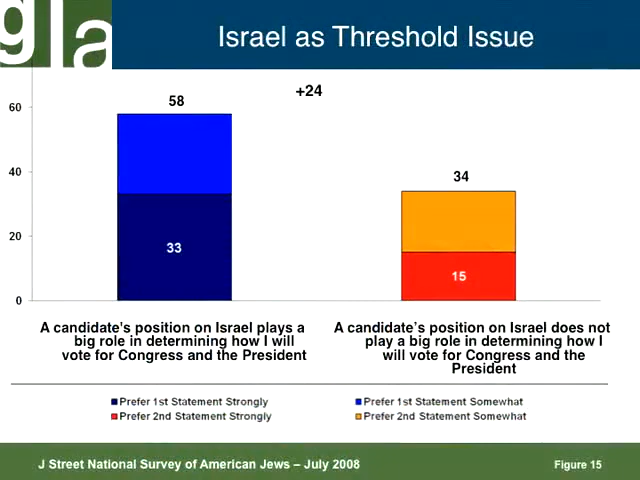 gla
Israel as Threshold Issue
58
+24
60
40
34
33
20
15
0
A candidate's position on Israel plays a
big role in determining how I will
vote for Congress and the President
A candidate’s position on Israel does not
play a big role in determining how I
will vote for Congress and the
President
Prefer 1st Statement Strongly
Prefer 1st Statement Somewhat
Prefer 2nd Statement Strongly
Prefer 2nd Statement Somewhat
J Street National Survey of American Jews – July 2008
Figure 15